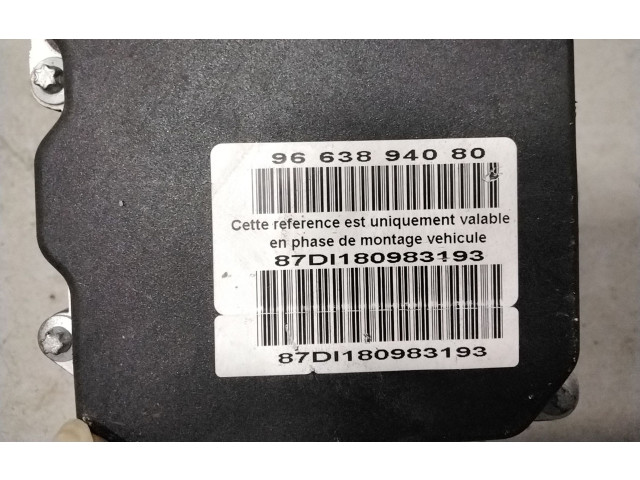 96 638 940 80
Cette reference est uniquement valable
en phase de montage vehicule
87DI180983193
87DI180983193